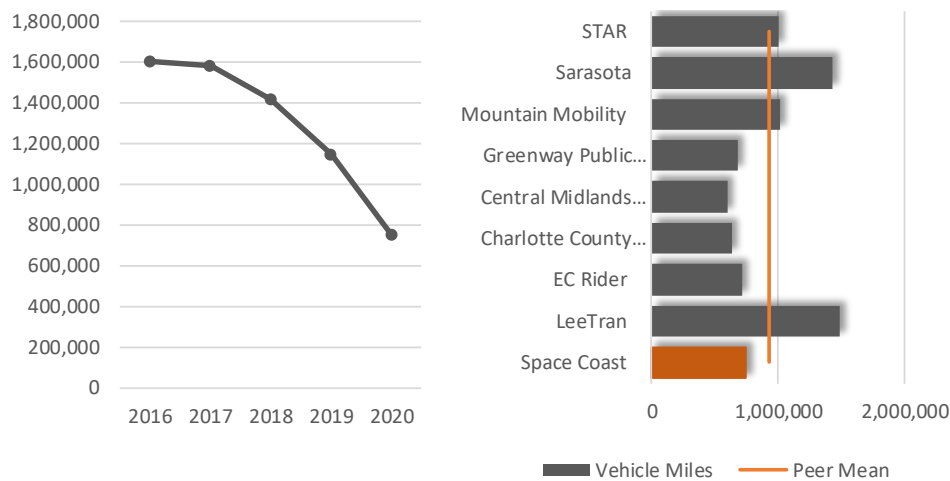 1,800,000
1,600,000
1,400,000
1,200,000
1,000,000
800,000
600,000
400,000
200,000
0
2016 2017 2018 2019 2020
STAR
Sarasota
Mountain Mobility
Greenway Public...
Central Midlands...
Charlotte County...
EC Rider
LeeTran
Space Coast
0 1,000,000 2,000,000
Vehicle Miles Peer Mean